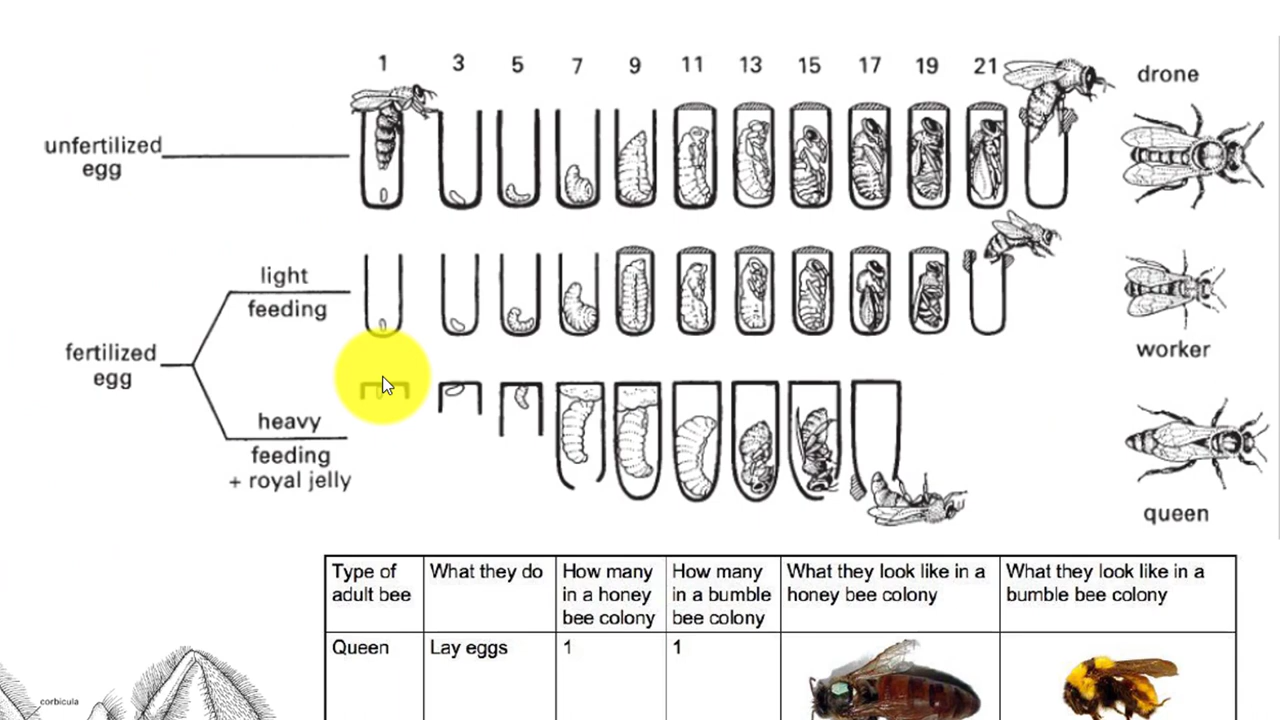 1 3 5 7 9 11 13 15 17 19 21
drone
unfertilized
egg
light
feeding
worker
fertilized
egg
heavy
feeding
+ royal jelly
queen
Type of
adult bee
What they do
How many
in a honey
bee colony
How many
in a bumble
bee colony
What they look like in a
honey bee colony
What they look like in a
bumble bee colony
Queen
Lay eggs
1
1
corbicula